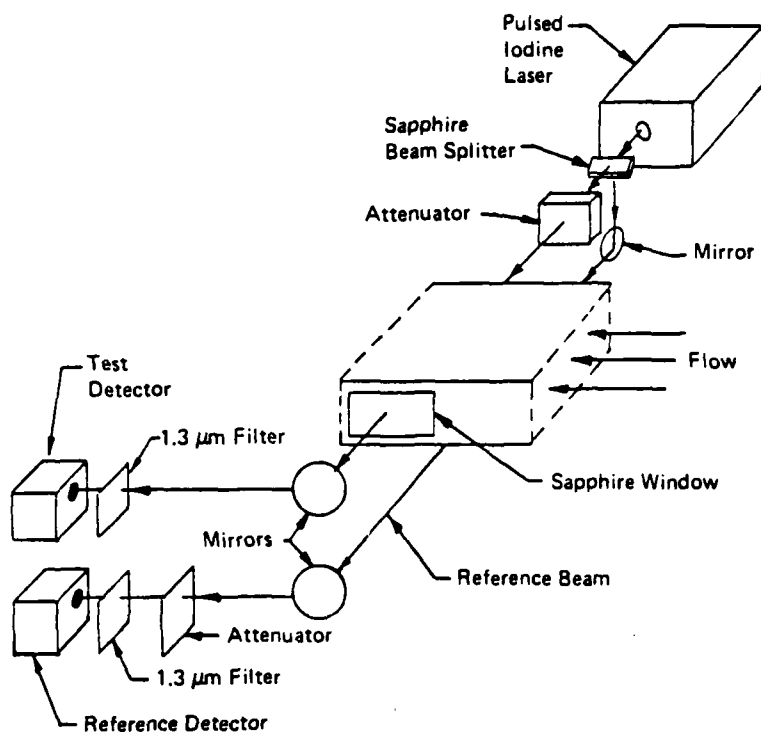 Pulsed
Iodine
Laser
Sapphire
Beam Splitter
Attenuator
Mirror
Flow
Test
Detector
1.3 μm Filter
Sapphire Window
Mirrors
Reference Beam
Attenuator
1.3 μm Filter
Reference Detector